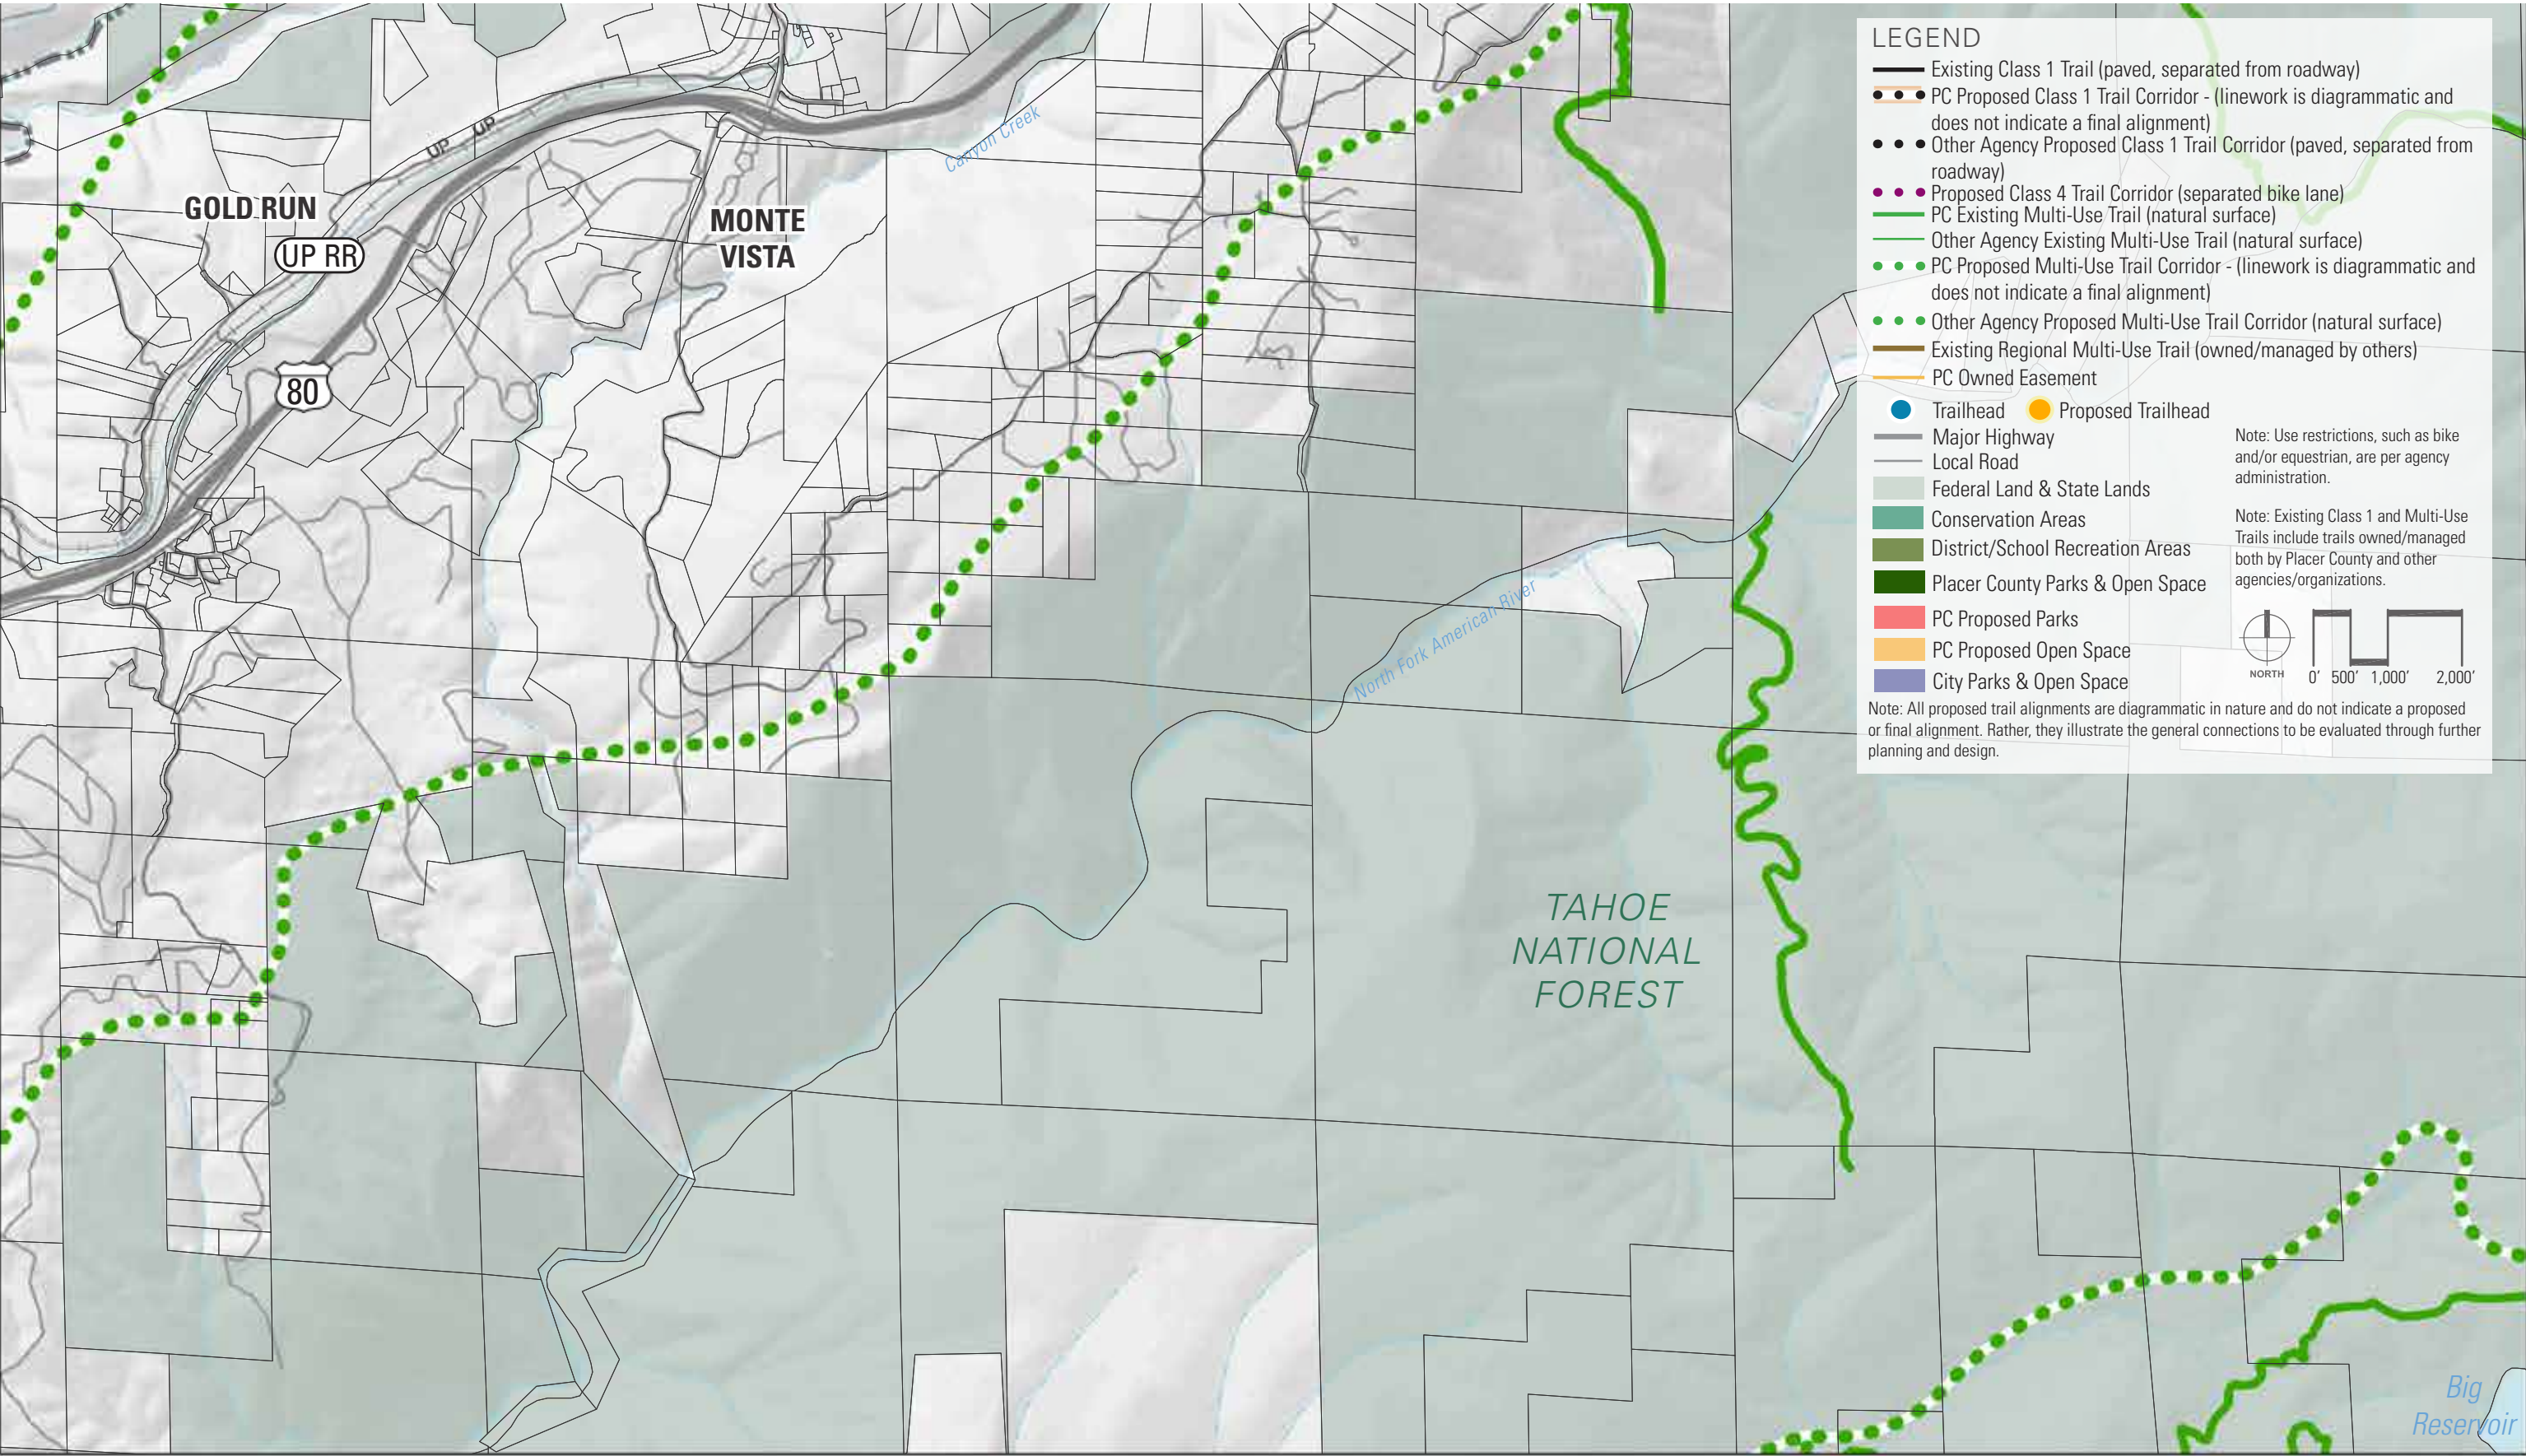 UP
UP
GOLD RUN
UP RR
MONTE
VISTA
80
Canyon Creek
North Fork American River
TAHOE
NATIONAL
FOREST
Big
Reservoir
LEGEND
Existing Class 1 Trail (paved, separated from roadway)
PC Proposed Class 1 Trail Corridor - (linework is diagrammatic and
does not indicate a final alignment)
Other Agency Proposed Class 1 Trail Corridor (paved, separated from
roadway)
Proposed Class 4 Trail Corridor (separated bike lane)
PC Existing Multi-Use Trail (natural surface)
Other Agency Existing Multi-Use Trail (natural surface)
PC Proposed Multi-Use Trail Corridor - (linework is diagrammatic and
does not indicate a final alignment)
Other Agency Proposed Multi-Use Trail Corridor (natural surface)
Existing Regional Multi-Use Trail (owned/managed by others)
PC Owned Easement
Trailhead Proposed Trailhead
Major Highway
Local Road
Federal Land & State Lands
Conservation Areas
District/School Recreation Areas
Placer County Parks & Open Space
PC Proposed Parks
PC Proposed Open Space
City Parks & Open Space
Note: Use restrictions, such as bike
and/or equestrian, are per agency
administration.
Note: Existing Class 1 and Multi-Use
Trails include trails owned/managed
both by Placer County and other
agencies/organizations.
NORTH
0' 500' 1,000' 2,000'
Note: All proposed trail alignments are diagrammatic in nature and do not indicate a proposed
or final alignment. Rather, they illustrate the general connections to be evaluated through further
planning and design.